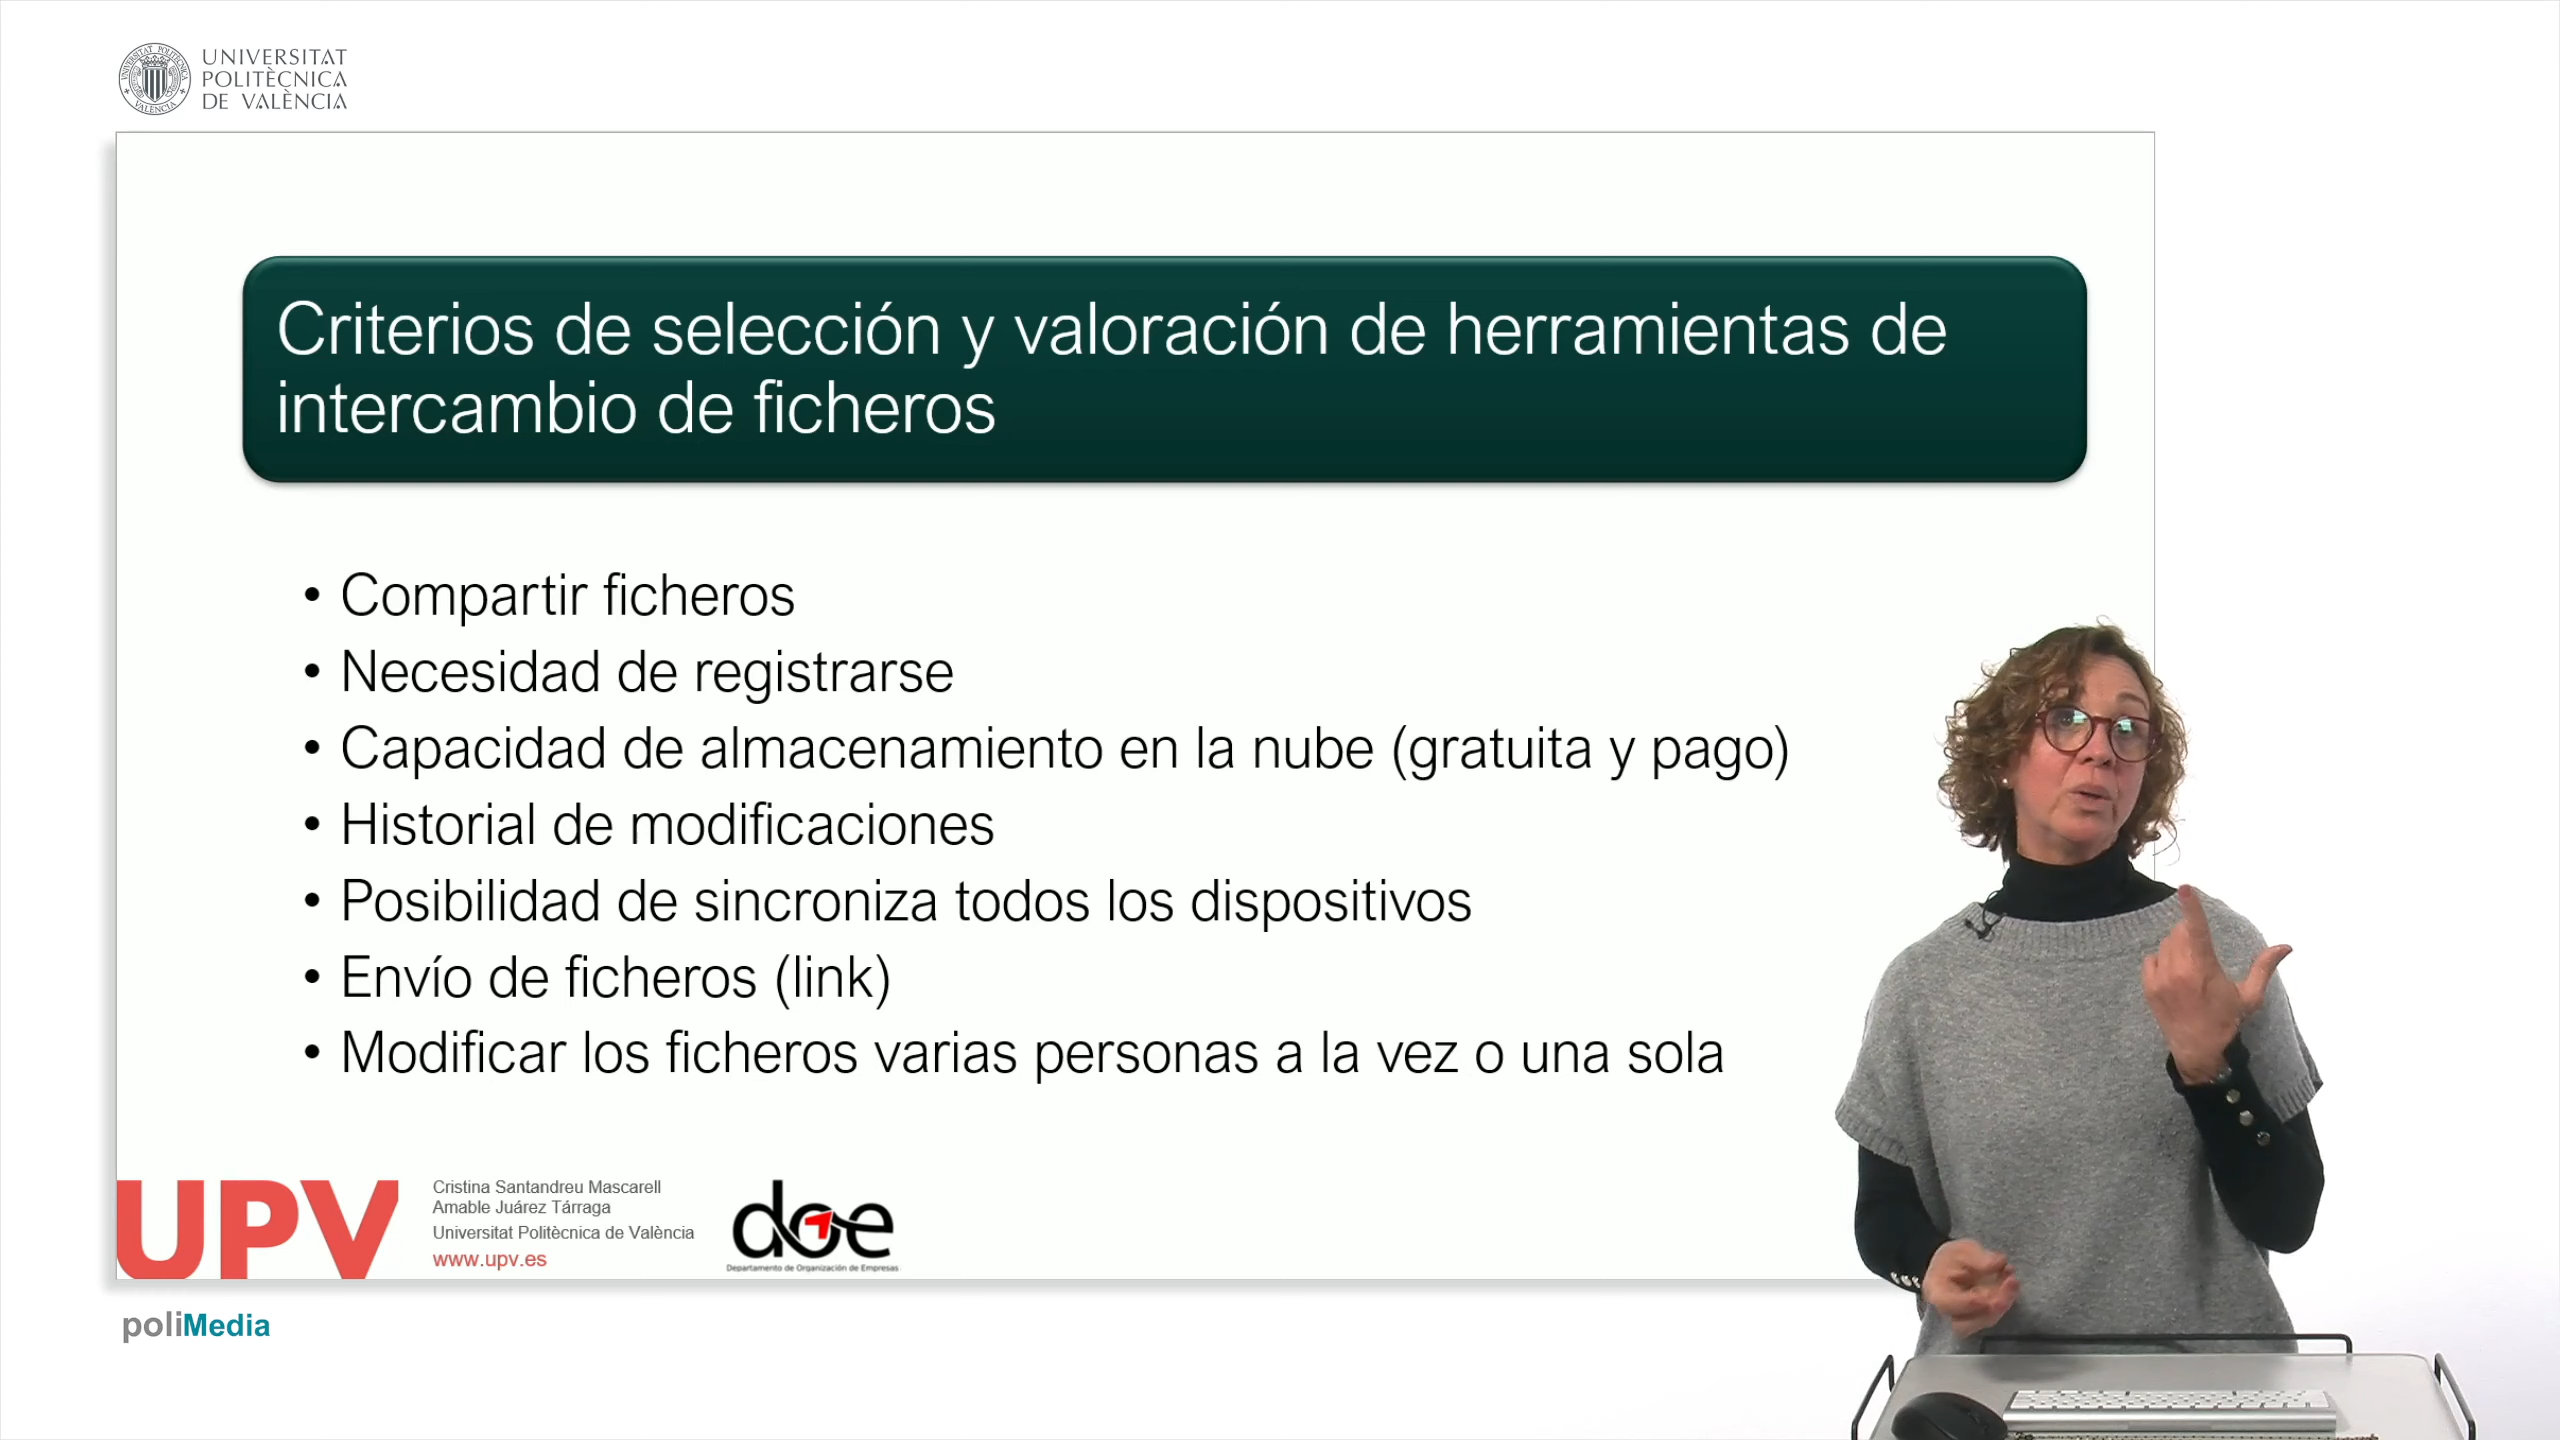 UNIVERSITAT
POLITÈCNICA
DE VALÈNCIA
Criterios de selección y valoración de herramientas de
intercambio de ficheros
• Compartir ficheros
• Necesidad de registrarse
• Capacidad de almacenamiento en la nube (gratuita y pago)
• Historial de modificaciones
• Posibilidad de sincroniza todos los dispositivos
• Envío de ficheros (link)
• Modificar los ficheros varias personas a la vez o una sola
UPV
Cristina Santandreu Mascarell
Amable Juárez Tárraga
Universitat Politècnica de València
www.upv.es
doe
Departamento de Organización de Empresas
poliMedia